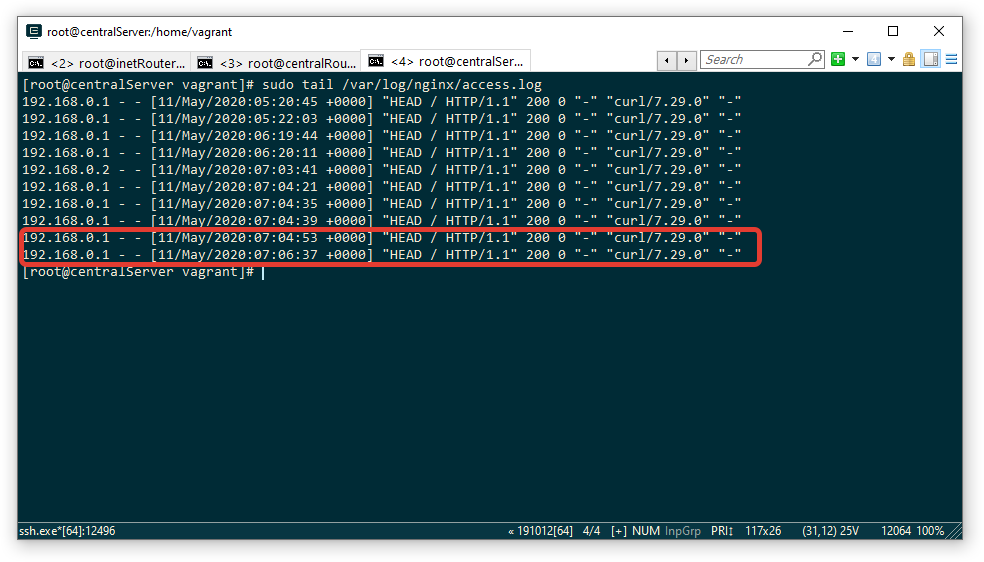 root@centralServer:/home/vagrant
<2> root@inetRouter... <3> root@centralRou... <4> root@centralSer... Search
[root@centralServer vagrant]# sudo tail /var/log/nginx/access.log
192.168.0.1 - - [11/May/2020:05:20:45 +0000] "HEAD / HTTP/1.1" 200 0 "-" "curl/7.29.0" "-"
192.168.0.1 - - [11/May/2020:05:22:03 +0000] "HEAD / HTTP/1.1" 200 0 "-" "curl/7.29.0" "-"
192.168.0.1 - - [11/May/2020:06:19:44 +0000] "HEAD / HTTP/1.1" 200 0 "-" "curl/7.29.0" "-"
192.168.0.1 - - [11/May/2020:06:20:11 +0000] "HEAD / HTTP/1.1" 200 0 "-" "curl/7.29.0" "-"
192.168.0.2 - - [11/May/2020:07:03:41 +0000] "HEAD / HTTP/1.1" 200 0 "-" "curl/7.29.0" "-"
192.168.0.1 - - [11/May/2020:07:04:21 +0000] "HEAD / HTTP/1.1" 200 0 "-" "curl/7.29.0" "-"
192.168.0.1 - - [11/May/2020:07:04:35 +0000] "HEAD / HTTP/1.1" 200 0 "-" "curl/7.29.0" "-"
192.168.0.1 - - [11/May/2020:07:04:39 +0000] "HEAD / HTTP/1.1" 200 0 "-" "curl/7.29.0" "-"
192.168.0.1 - - [11/May/2020:07:04:53 +0000] "HEAD / HTTP/1.1" 200 0 "-" "curl/7.29.0" "-"
192.168.0.1 - - [11/May/2020:07:06:37 +0000] "HEAD / HTTP/1.1" 200 0 "-" "curl/7.29.0" "-"
[root@centralServer vagrant]#
ssh.exe*[64]:12496 « 191012[64] 4/4 [+] NUM InpGrp PRI↕ 117x26 (31,12) 25V 12064 100%